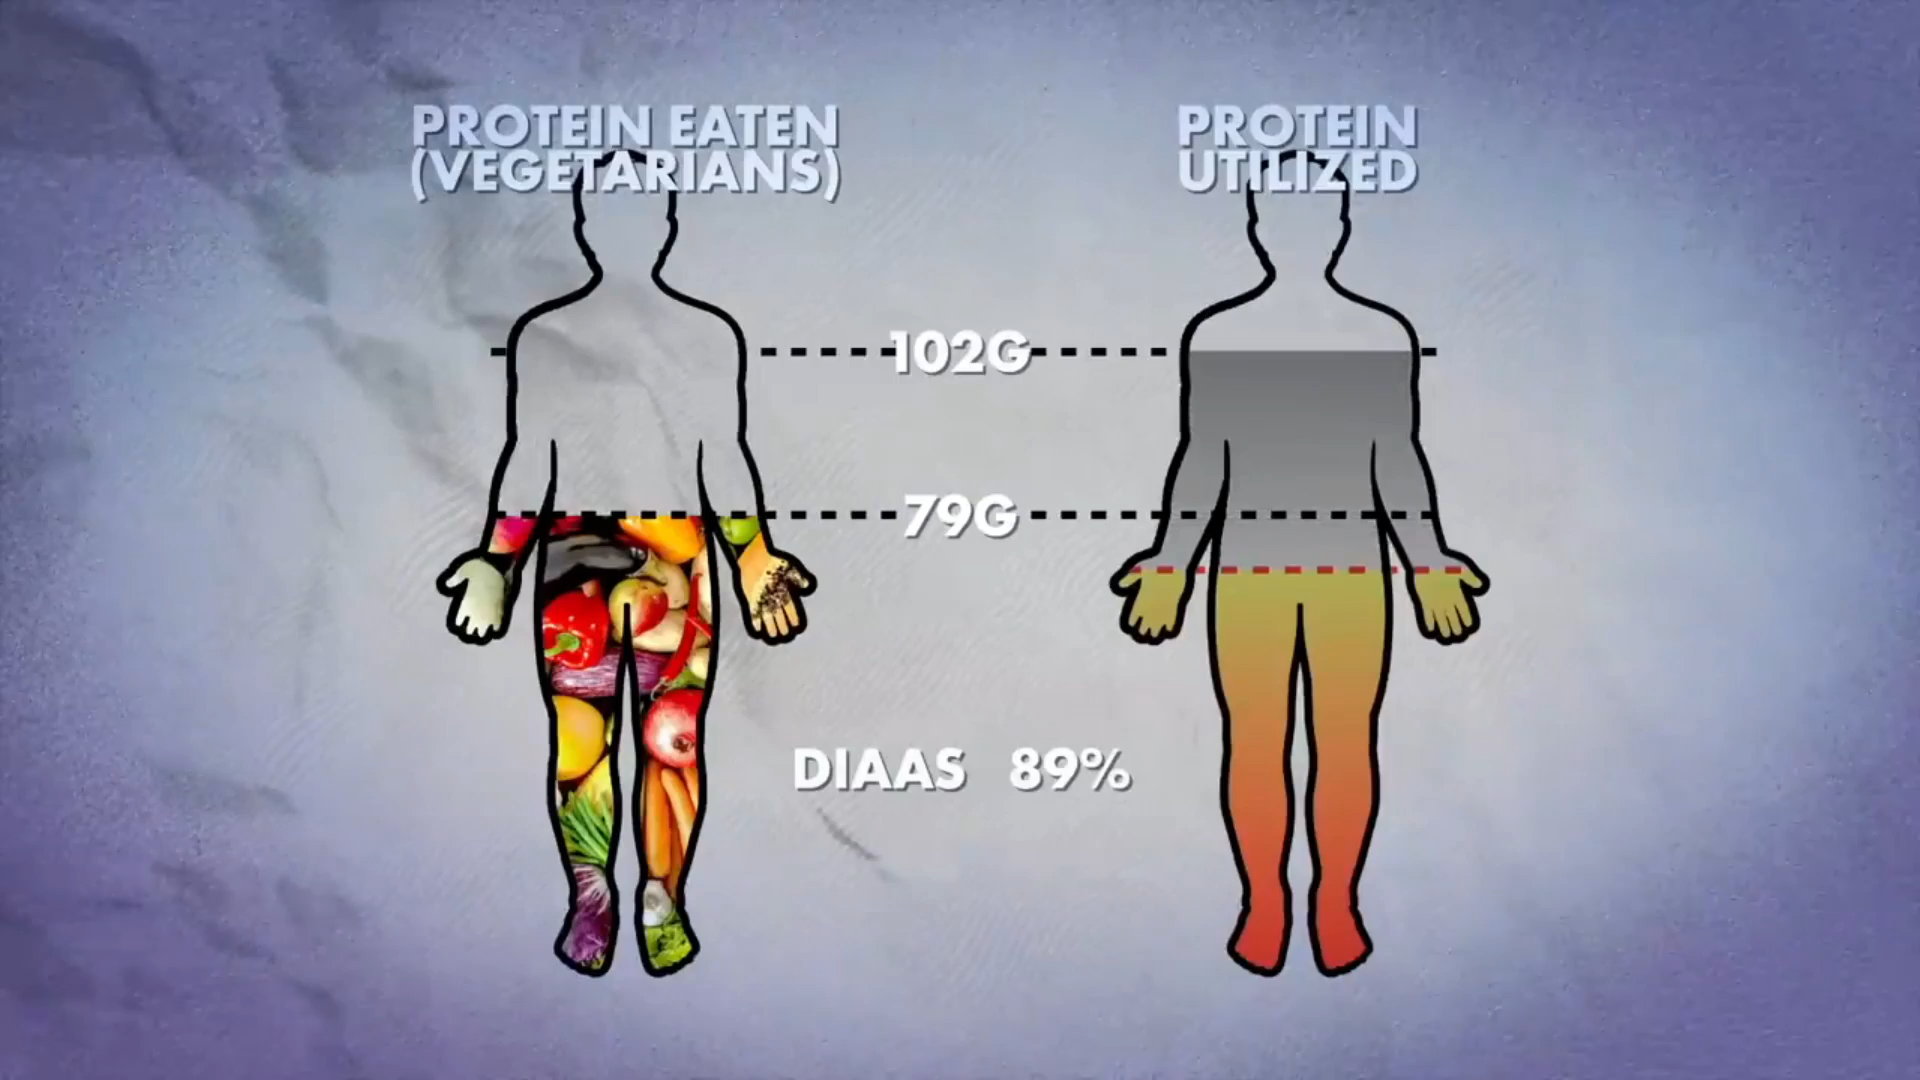 PROTEIN EATEN
(VEGETARIANS)
PROTEIN
UTILIZED
102G
79G
DIAAS 89%